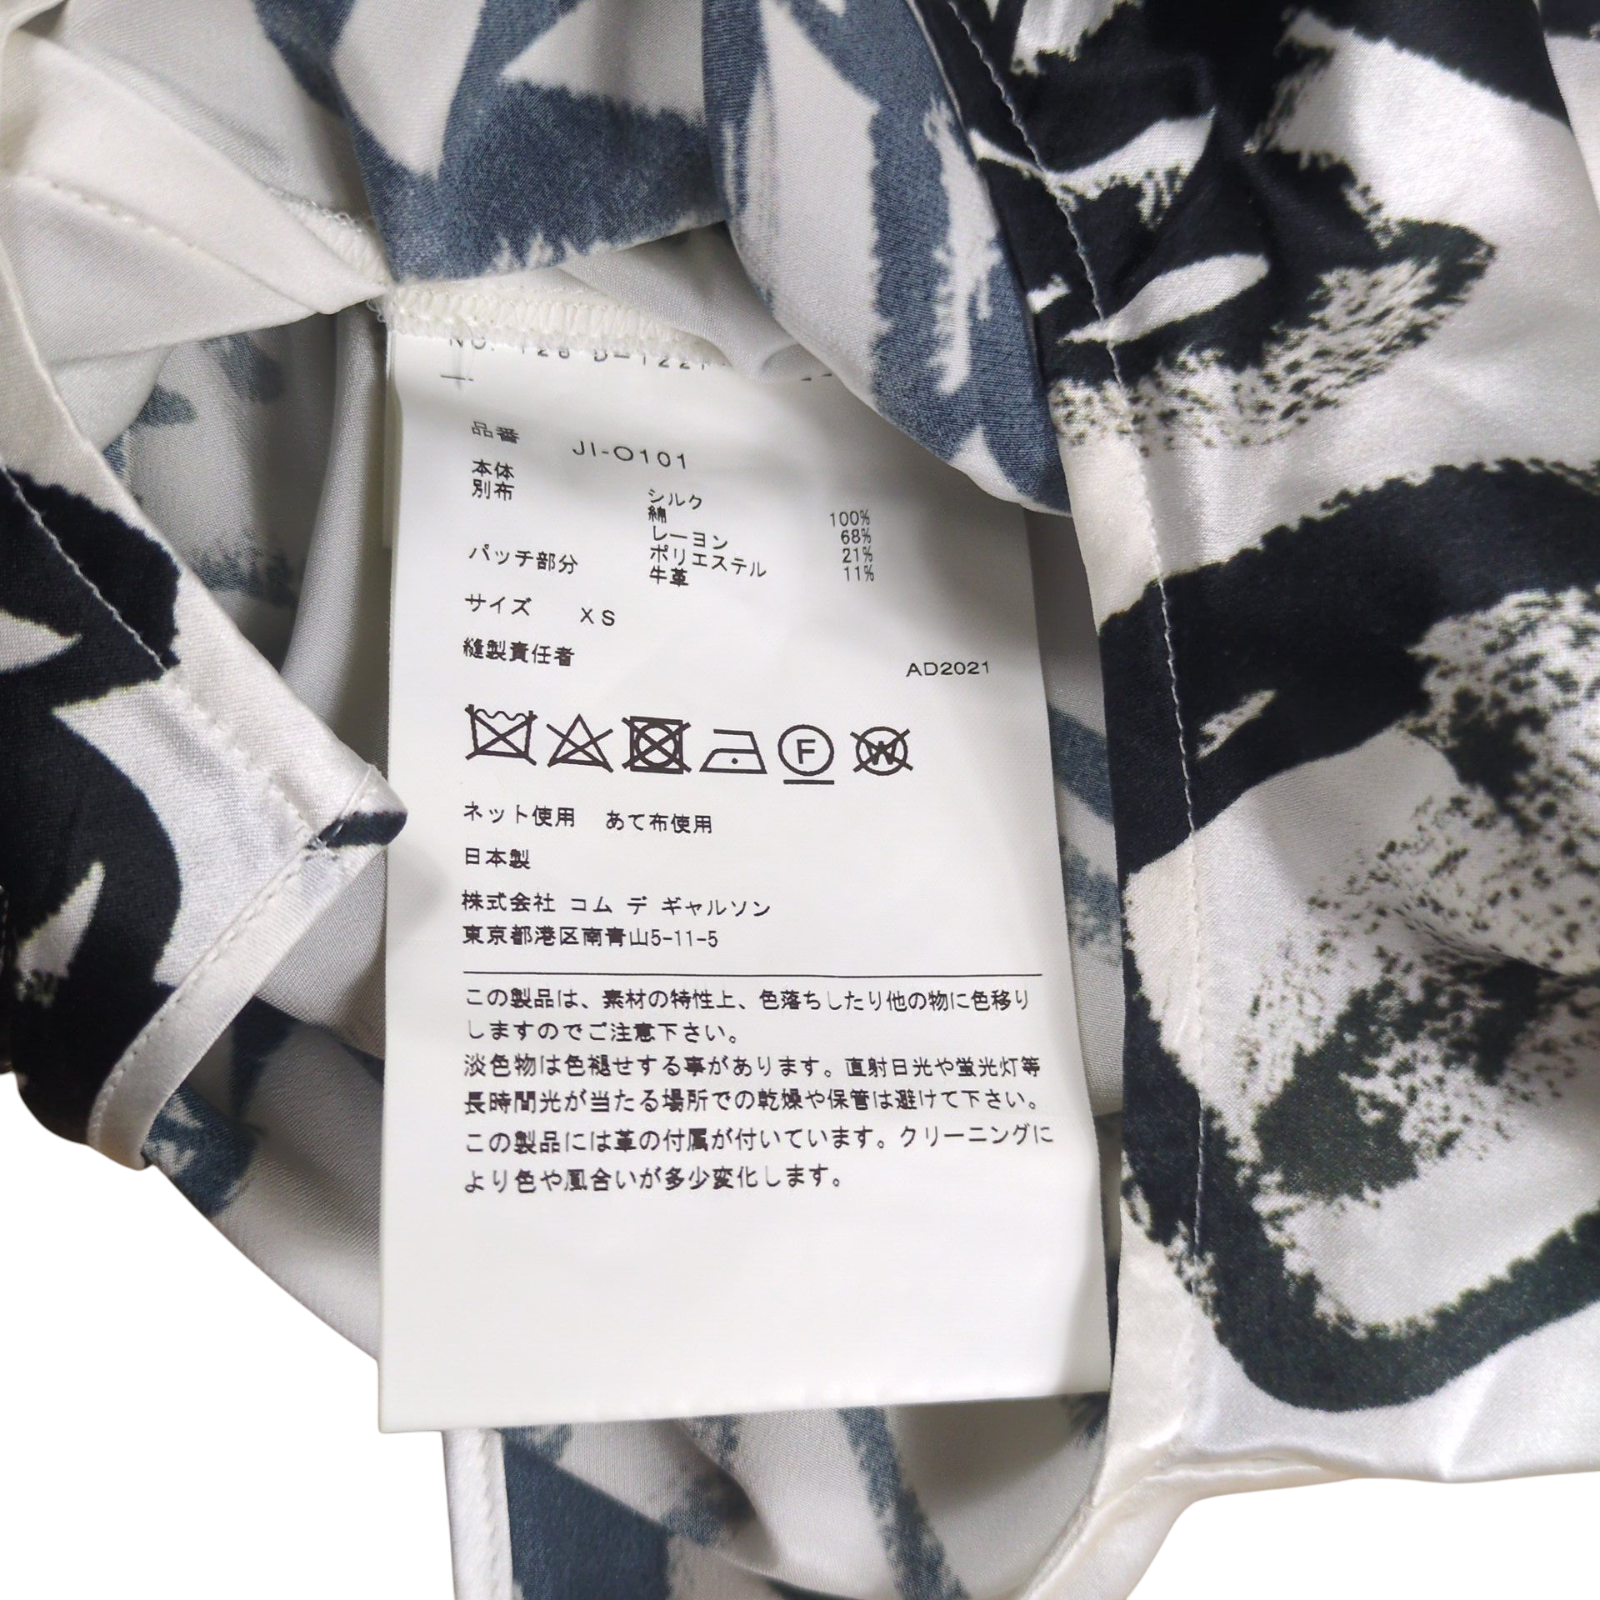 NO. 128 D-1221
品番 JI-O101
本体 シルク 100%
別布 綿 68%
レーヨン 21%
ポリエステル 11%
パッチ部分 牛革
サイズ XS
縫製責任者
AD2021
F W
ネット使用 あて布使用
日本製
株式会社 コム デ ギャルソン
東京都港区南青山5-11-5
この製品は、素材の特性上、色落ちしたり他の物に色移り
しますのでご注意下さい。
淡色物は色褪せする事があります。直射日光や蛍光灯等
長時間光が当たる場所での乾燥や保管は避けて下さい。
この製品には革の付属が付いています。クリーニングに
より色や風合いが多少変化します。